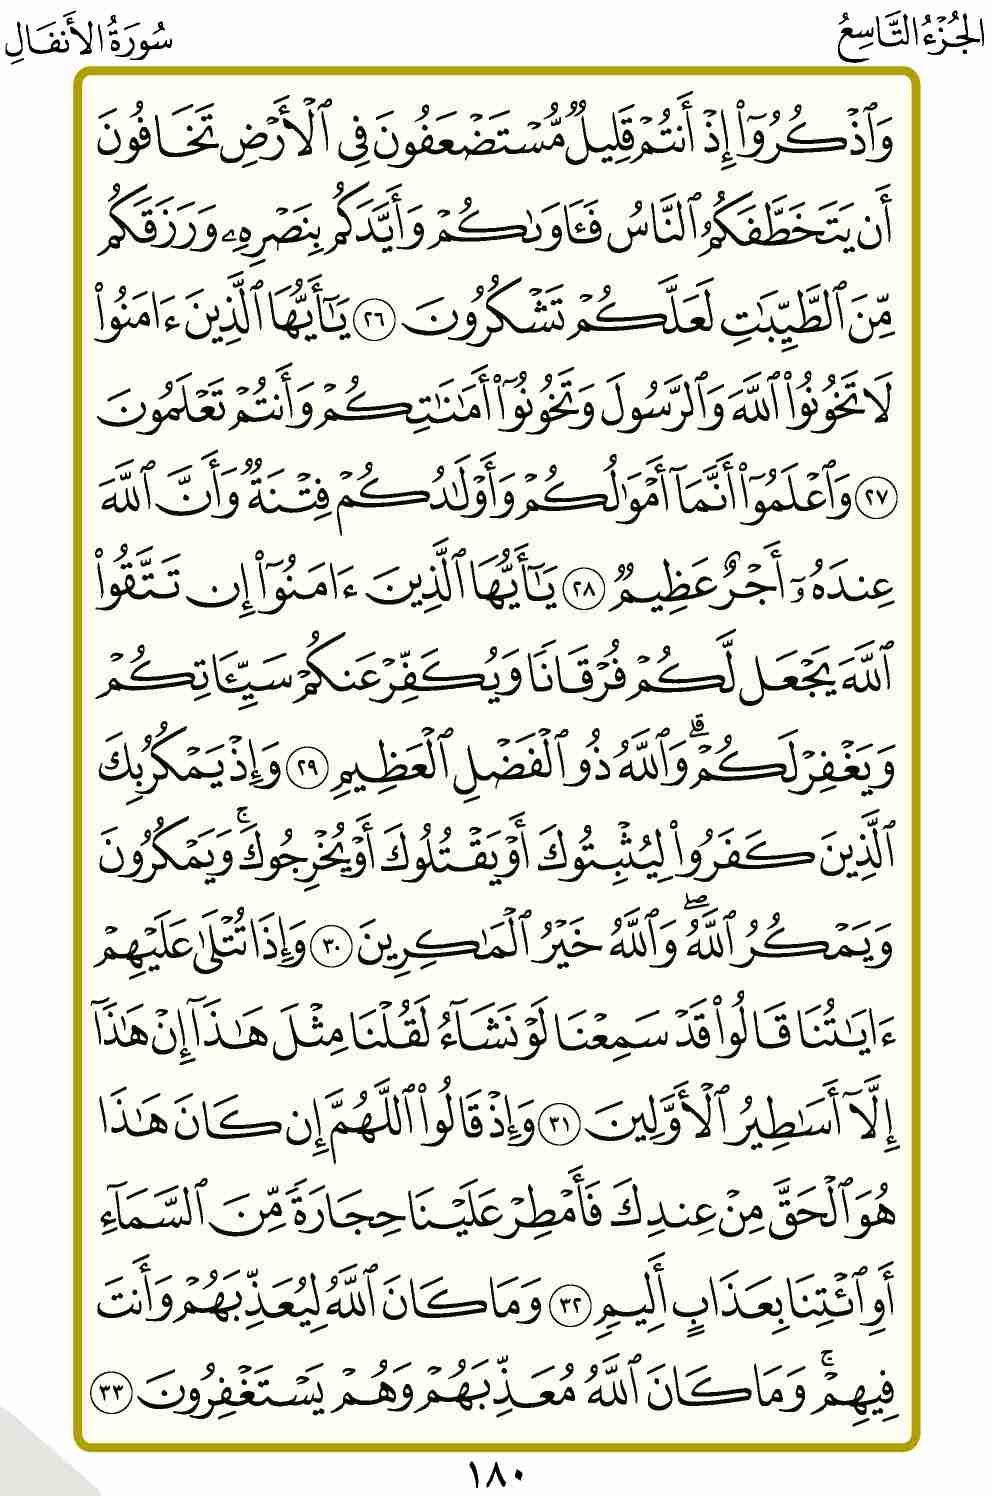 الجُزْءُ التَّاسِعُ
سُورَةُ الأَنفَالِ
وَٱذۡكُرُوٓاْ إِذۡ أَنتُمۡ قَلِيلٞ مُّسۡتَضۡعَفُونَ فِي ٱلۡأَرۡضِ تَخَافُونَ
أَن يَتَخَطَّفَكُمُ ٱلنَّاسُ فَـَٔاوَىٰكُمۡ وَأَيَّدَكُم بِنَصۡرِهِۦ وَرَزَقَكُم
مِّنَ ٱلطَّيِّبَٰتِ لَعَلَّكُمۡ تَشۡكُرُونَ ٢٦ يَٰٓأَيُّهَا ٱلَّذِينَ ءَامَنُواْ
لَا تَخُونُواْ ٱللَّهَ وَٱلرَّسُولَ وَتَخُونُوٓاْ أَمَٰنَٰتِكُمۡ وَأَنتُمۡ تَعۡلَمُونَ
٢٧ وَٱعۡلَمُوٓاْ أَنَّمَآ أَمۡوَٰلُكُمۡ وَأَوۡلَٰدُكُمۡ فِتۡنَةٞ وَأَنَّ ٱللَّهَ
عِندَهُۥٓ أَجۡرٌ عَظِيمٞ ٢٨ يَٰٓأَيُّهَا ٱلَّذِينَ ءَامَنُوٓاْ إِن تَتَّقُواْ
ٱللَّهَ يَجۡعَل لَّكُمۡ فُرۡقَانٗا وَيُكَفِّرۡ عَنكُمۡ سَيِّـَٔاتِكُمۡ
وَيَغۡفِرۡ لَكُمۡۗ وَٱللَّهُ ذُو ٱلۡفَضۡلِ ٱلۡعَظِيمِ ٢٩ وَإِذۡ يَمۡكُرُ بِكَ
ٱلَّذِينَ كَفَرُواْ لِيُثۡبِتُوكَ أَوۡ يَقۡتُلُوكَ أَوۡ يُخۡرِجُوكَۚ وَيَمۡكُرُونَ
وَيَمۡكُرُ ٱللَّهُۖ وَٱللَّهُ خَيۡرُ ٱلۡمَٰكِرِينَ ٣٠ وَإِذَا تُتۡلَىٰ عَلَيۡهِمۡ
ءَايَٰتُنَا قَالُواْ قَدۡ سَمِعۡنَا لَوۡ نَشَآءُ لَقُلۡنَا مِثۡلَ هَٰذَآ إِنۡ هَٰذَآ
إِلَّآ أَسَٰطِيرُ ٱلۡأَوَّلِينَ ٣١ وَإِذۡ قَالُواْ ٱللَّهُمَّ إِن كَانَ هَٰذَا
هُوَ ٱلۡحَقَّ مِنۡ عِندِكَ فَأَمۡطِرۡ عَلَيۡنَا حِجَارَةٗ مِّنَ ٱلسَّمَآءِ
أَوِ ٱئۡتِنَا بِعَذَابٍ أَلِيمٖ ٣٢ وَمَا كَانَ ٱللَّهُ لِيُعَذِّبَهُمۡ وَأَنتَ
فِيهِمۡۚ وَمَا كَانَ ٱللَّهُ مُعَذِّبَهُمۡ وَهُمۡ يَسۡتَغۡفِرُونَ ٣٣
١٨٠